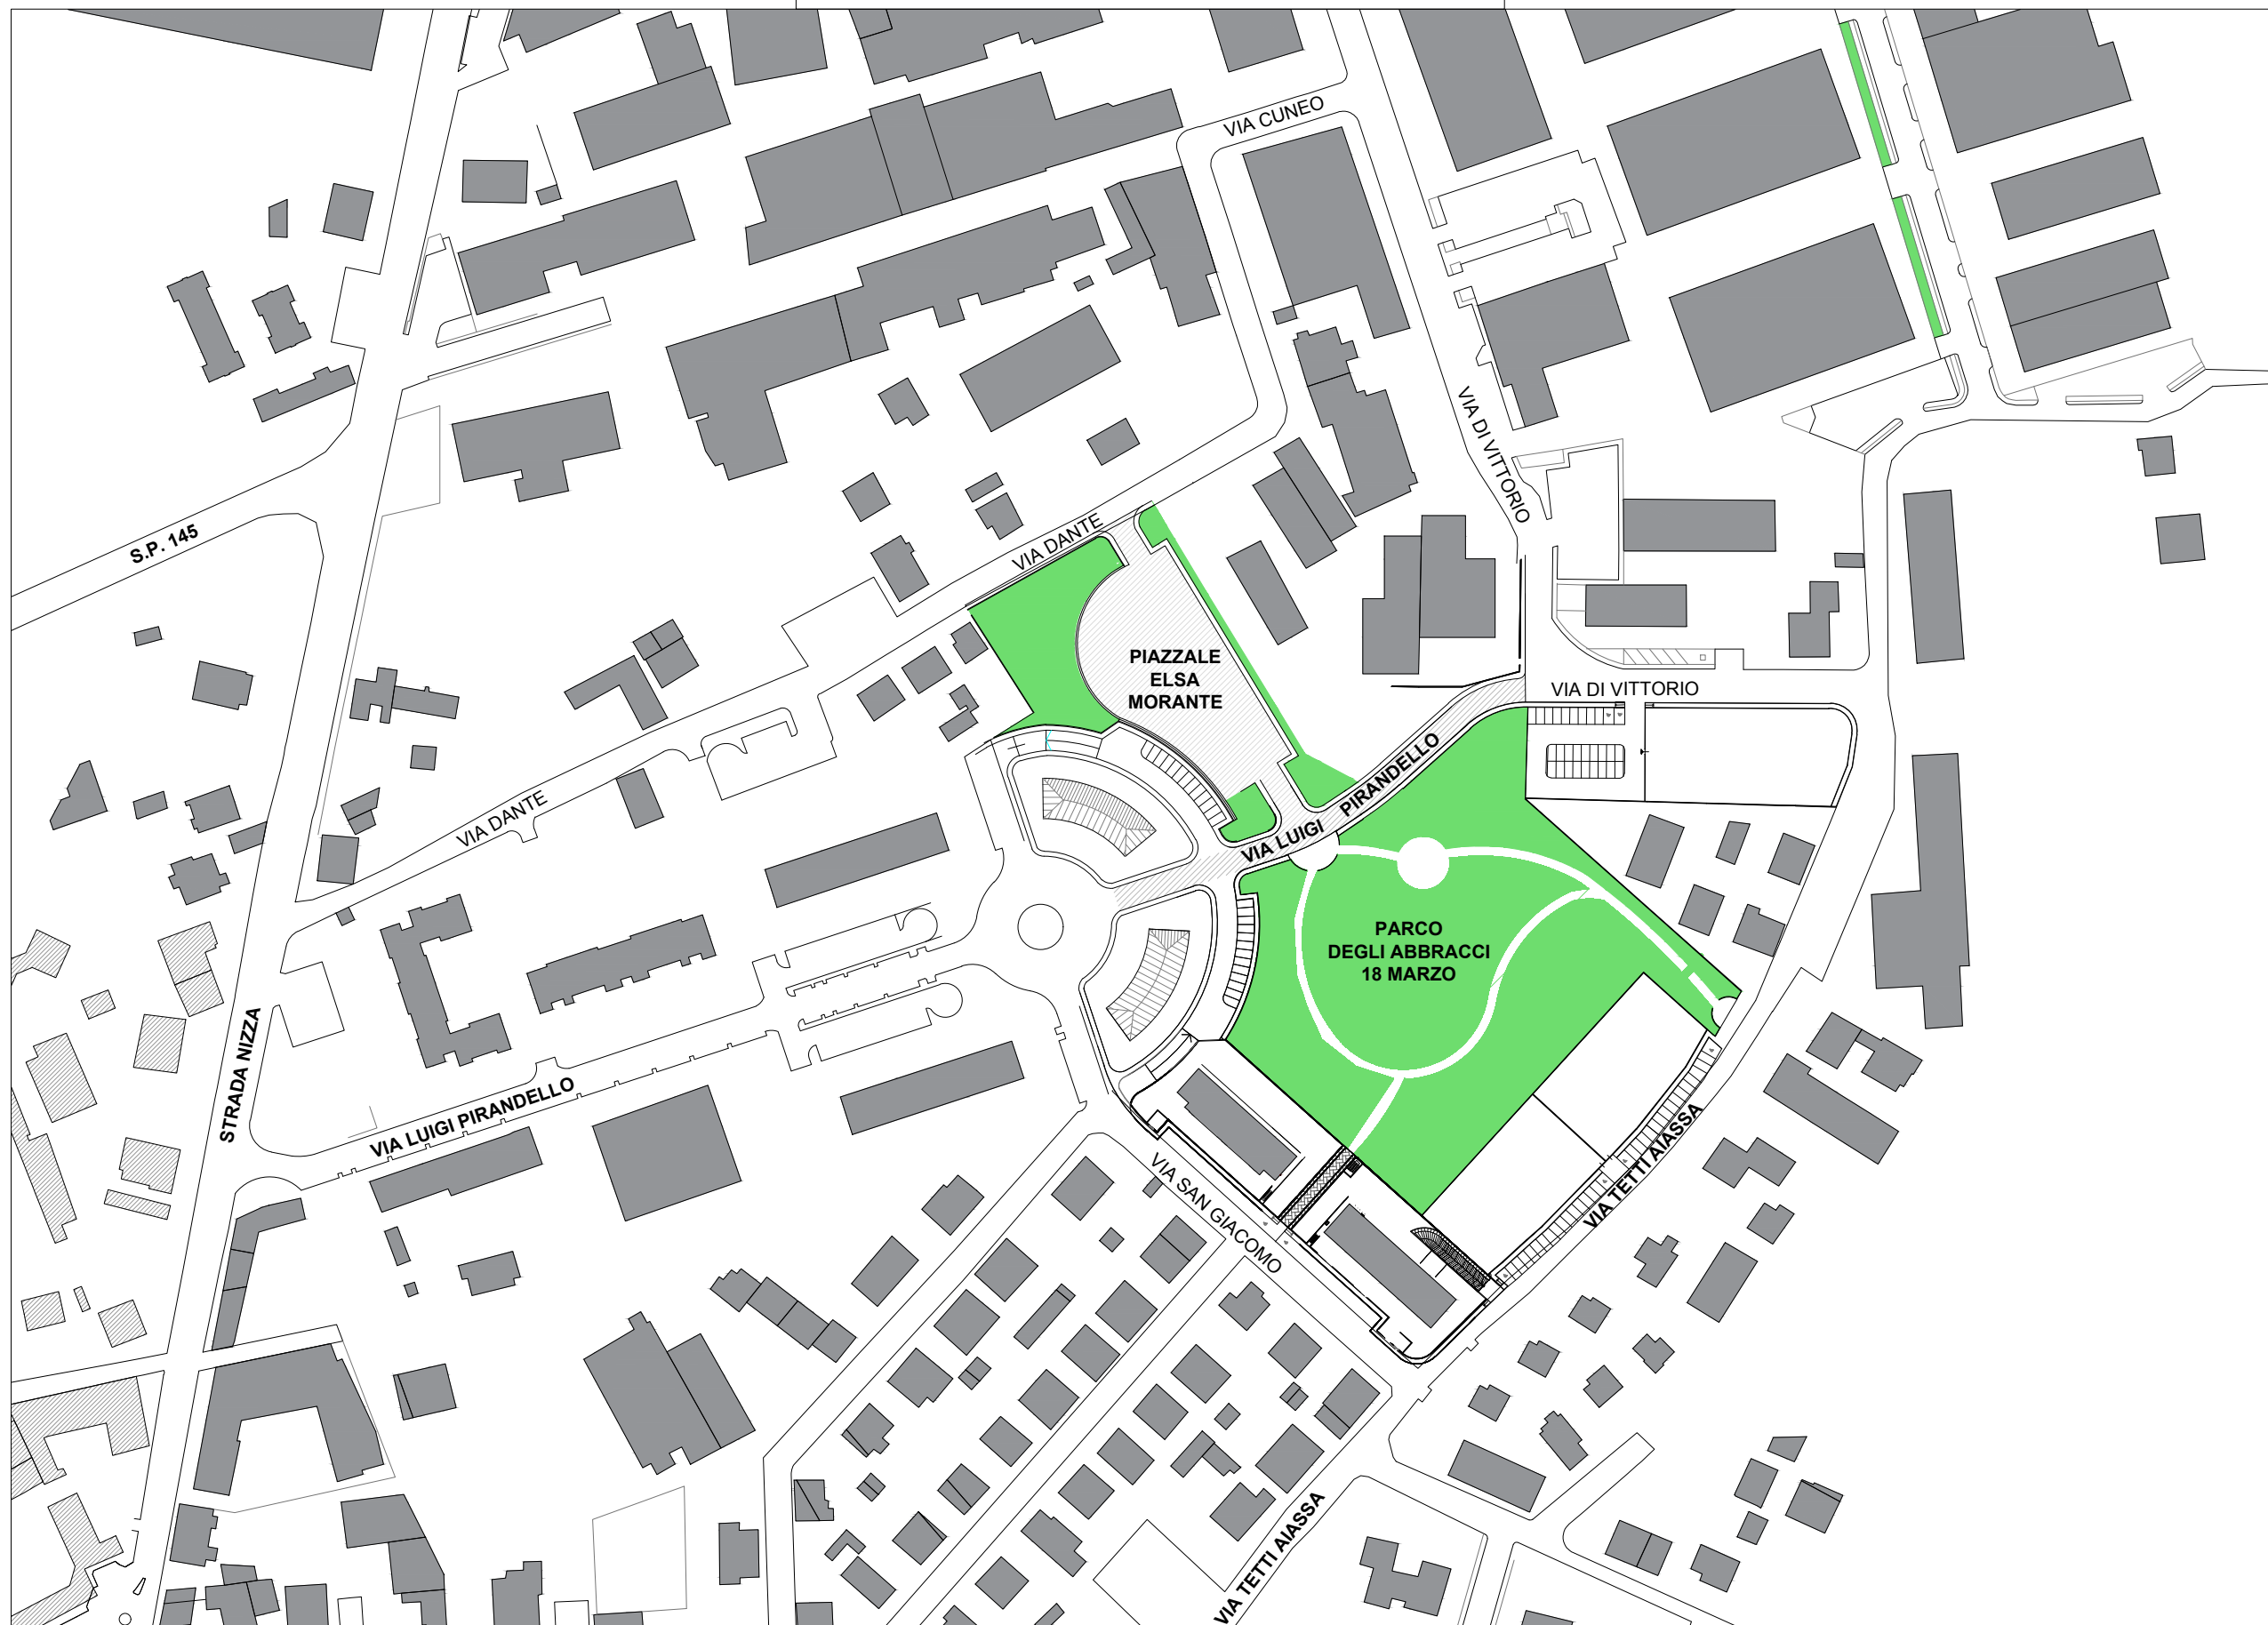 VIA CUNEO
VIA DI VITTORIO
S.P. 145
VIA DANTE
PIAZZALE
ELSA
MORANTE
VIA DI VITTORIO
VIA LUIGI PIRANDELLO
VIA DANTE
PARCO
DEGLI ABBRACCI
18 MARZO
STRADA NIZZA
VIA LUIGI PIRANDELLO
VIA TETTI AIASSA
VIA SAN GIACOMO
VIA TETTI AIASSA